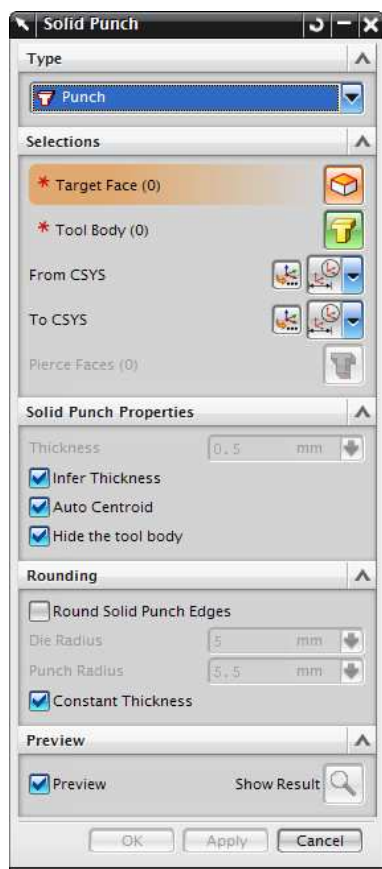 Solid Punch
Type
Punch
Selections
* Target Face (0)
* Tool Body (0)
From CSYS
To CSYS
Pierce Faces (0)
Solid Punch Properties
Thickness 0.5 mm
Infer Thickness
Auto Centroid
Hide the tool body
Rounding
Round Solid Punch Edges
Die Radius 5 mm
Punch Radius 5.5 mm
Constant Thickness
Preview
Preview Show Result
OK Apply Cancel